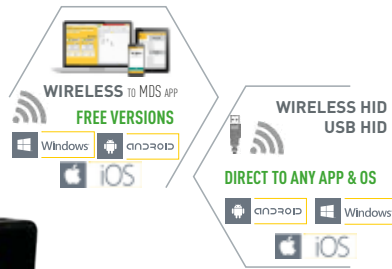 WIRELESS TO MDS APP
FREE VERSIONS
Windows android
iOS
WIRELESS HID
USB HID
DIRECT TO ANY APP & OS
android Windows
iOS